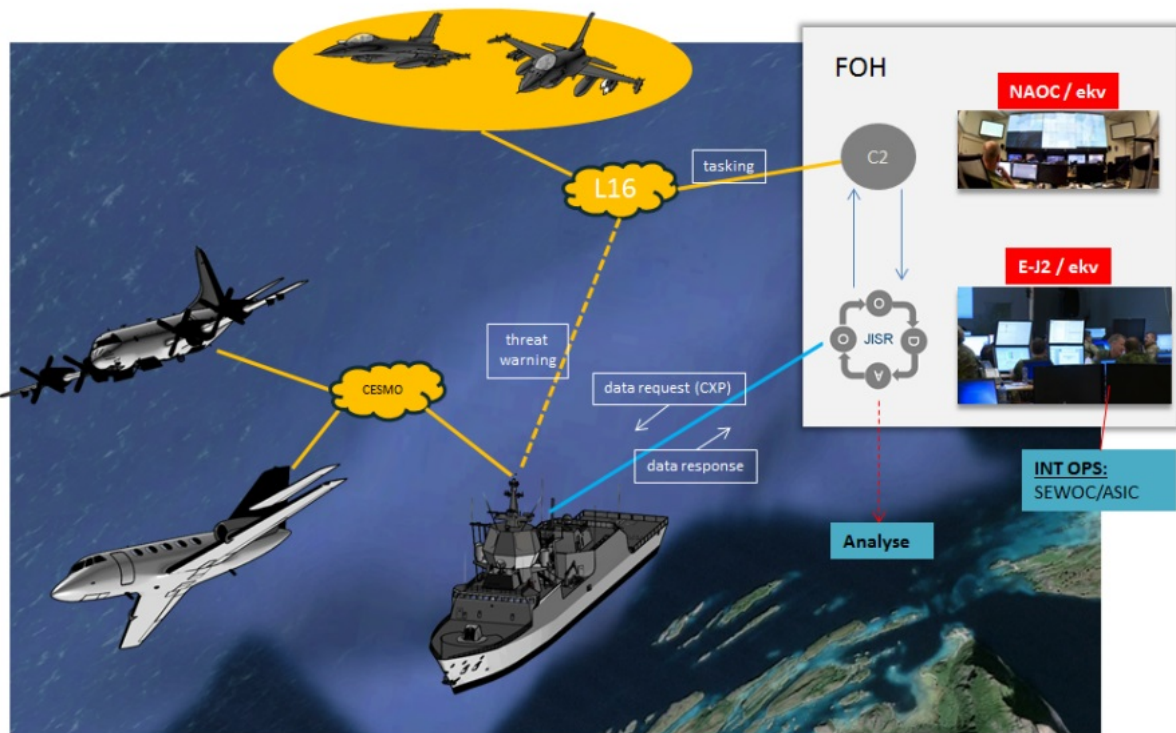 FOH
NAOC / ekv
C2
tasking
L16
E-J2 / ekv
O
O
D
A
JISR
threat
warning
CESMO
data request (CXP)
data response
INT OPS:
SEWOC/ASIC
Analyse